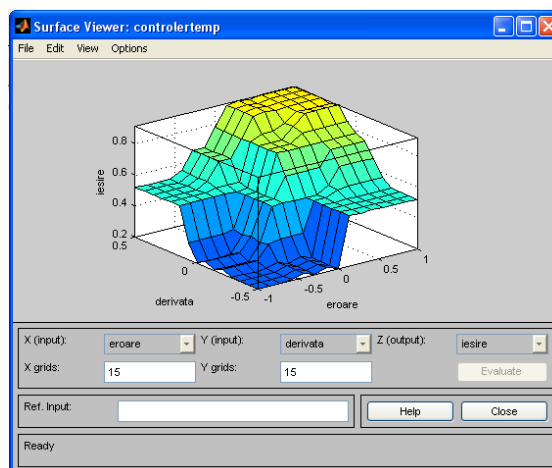 Surface Viewer: controlertemp
File Edit View Options
0.8
0.6
0.4
0.2
iesire
0.5
0
-0.5
derivata
-1
-0.5
0
0.5
1
eroare
X (input): eroare Y (input): derivata Z (output): iesire
X grids: 15 Y grids: 15 Evaluate
Ref. Input: Help Close
Ready